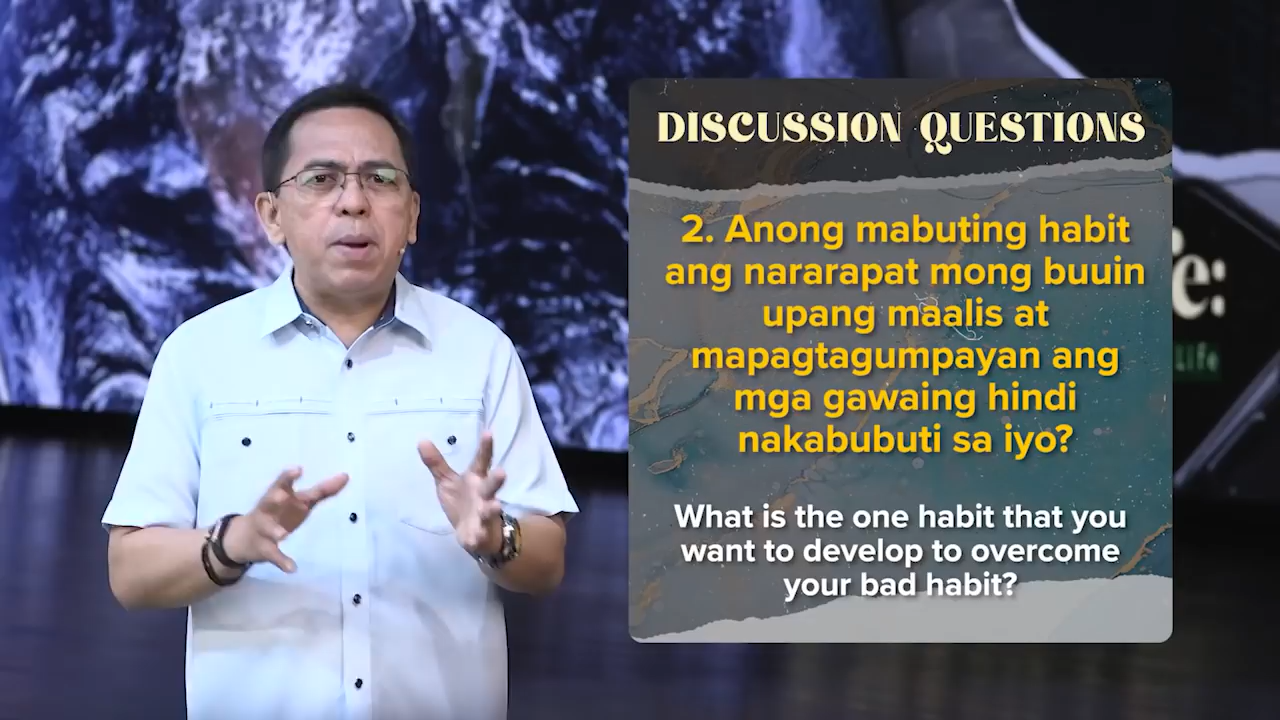 DISCUSSION QUESTIONS
2. Anong mabuting habit
ang nararapat mong buuin
upang maalis at
mapagtagumpayan ang
mga gawaing hindi
nakabubuti sa iyo?
What is the one habit that you
want to develop to overcome
your bad habit?
Life